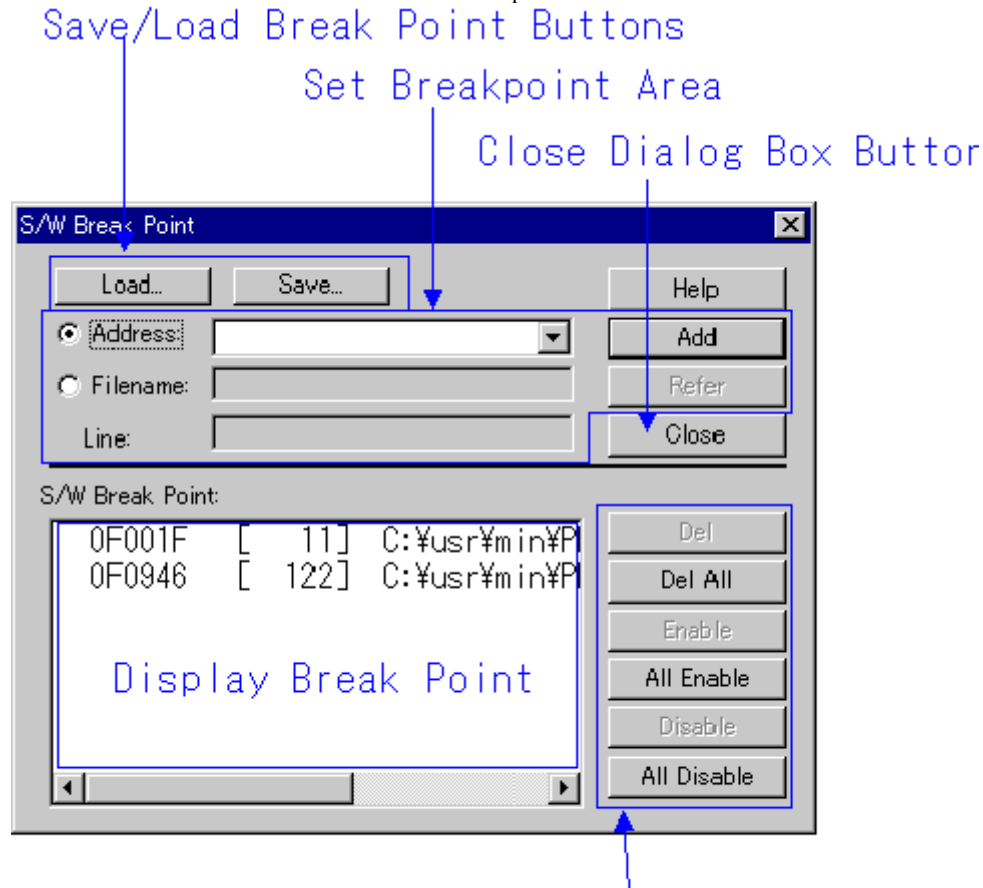 Save/Load Break Point Buttons
Set Breakpoint Area
Close Dialog Box Buttor
S/W Break Point
Load...
Save...
Help
Address:
Add
Filename:
Refer
Line:
Close
S/W Break Point:
0F001F [ 11] C:¥usr¥min¥P
0F0946 [ 122] C:¥usr¥min¥P
Display Break Point
Del
Del All
Enable
All Enable
Disable
All Disable